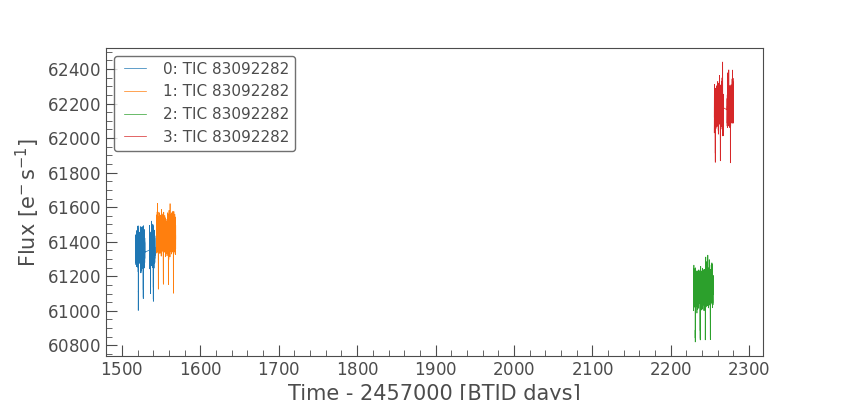 62400
62200
62000
61800
61600
61400
61200
61000
60800
Flux [e⁻ s⁻¹]
0: TIC 83092282
1: TIC 83092282
2: TIC 83092282
3: TIC 83092282
1500 1600 1700 1800 1900 2000 2100 2200 2300
Time - 2457000 [BTJD days]